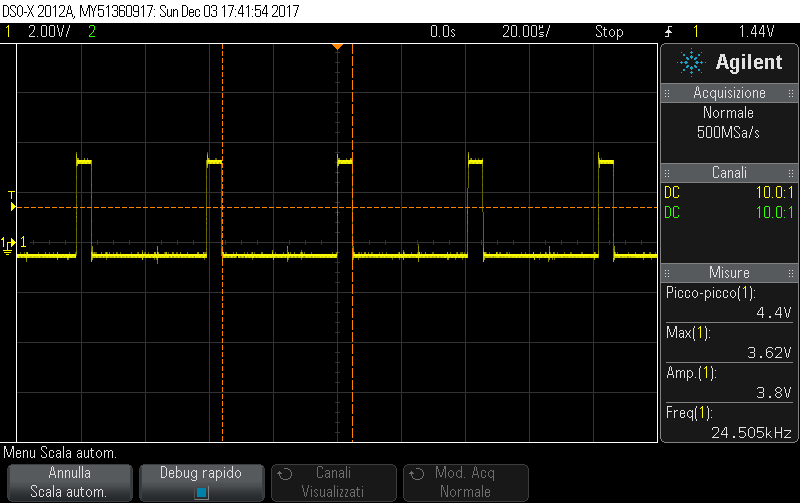 DSO-X 2012A, MY51360917: Sun Dec 03 17:41:54 2017
1 2.00V/ 2 0.0s 20.00us/ Stop 1 1.44V
Agilent
Acquisizione
Normale
500MSa/s
Canali
DC 10.0:1
DC 10.0:1
T
1 1
Misure
Picco-picco(1):
4.4V
Max(1):
3.62V
Amp.(1):
3.8V
Freq(1):
24.505kHz
Menu Scala autom.
Annulla
Scala autom.
Debug rapido
Canali
Visualizzati
Mod. Acq
Normale